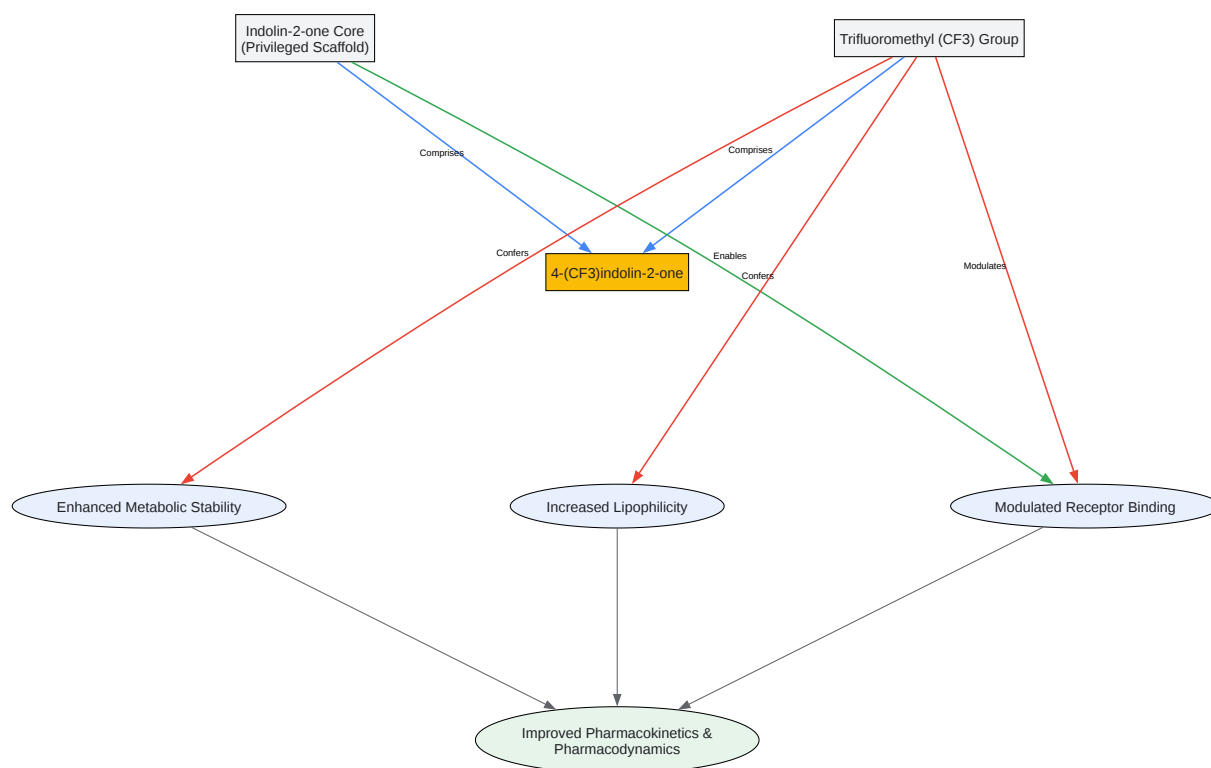 Indolin-2-one Core
(Privileged Scaffold)
Trifluoromethyl (CF3) Group
Comprises
Comprises
Confers
Enables
Modulates
4-(CF3)indolin-2-one
Confers
Enhanced Metabolic Stability
Increased Lipophilicity
Modulated Receptor Binding
Improved Pharmacokinetics &
Pharmacodynamics